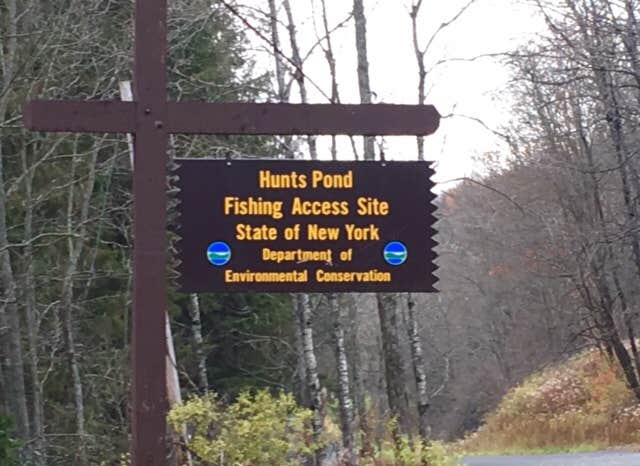 Hunts Pond
Fishing Access Site
State of New York
Department of
Environmental Conservation